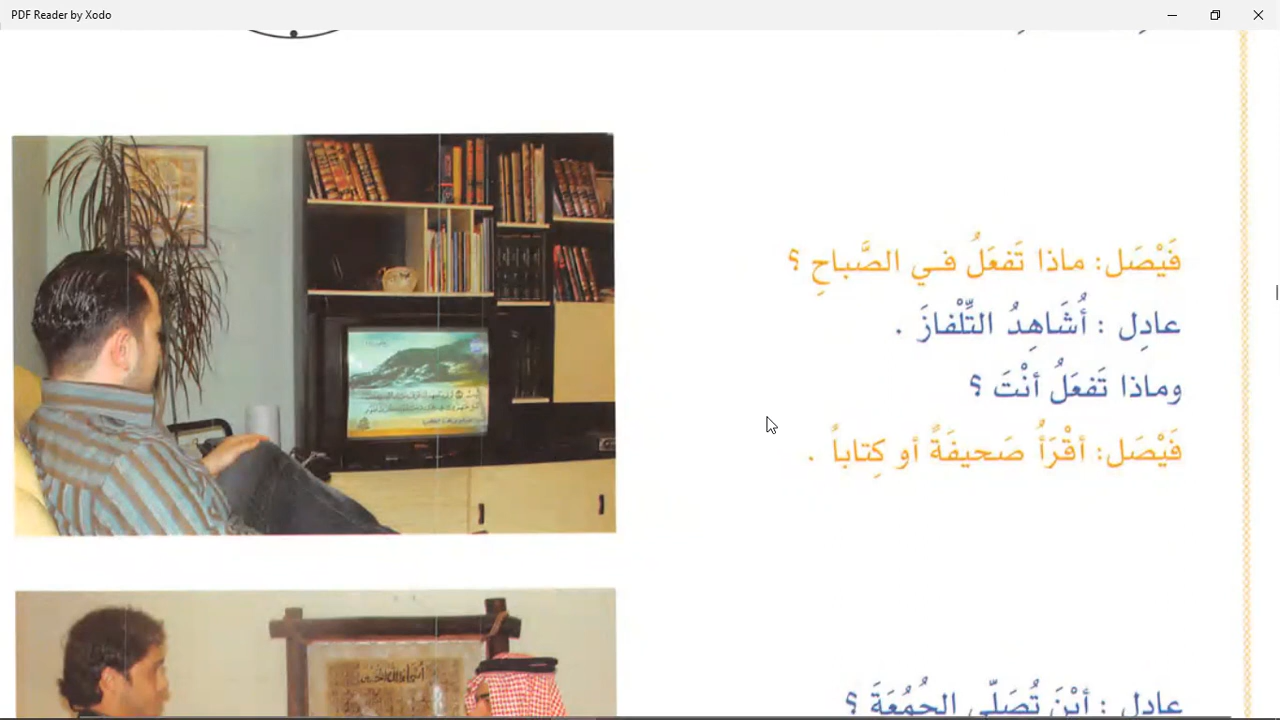 PDF Reader by Xodo
فَيْصَل: ماذا تَفعَلُ فـي الصَّباحِ ؟
عادِل : أُشَاهِدُ التِّلْفازَ .
وماذا تَفعَلُ أنْتَ ؟
فَيْصَل: أقْرَأُ صَحيفَةً أو كِتاباً .
عادِل : أيْنَ تُصَلّي الجُمُعَةَ ؟